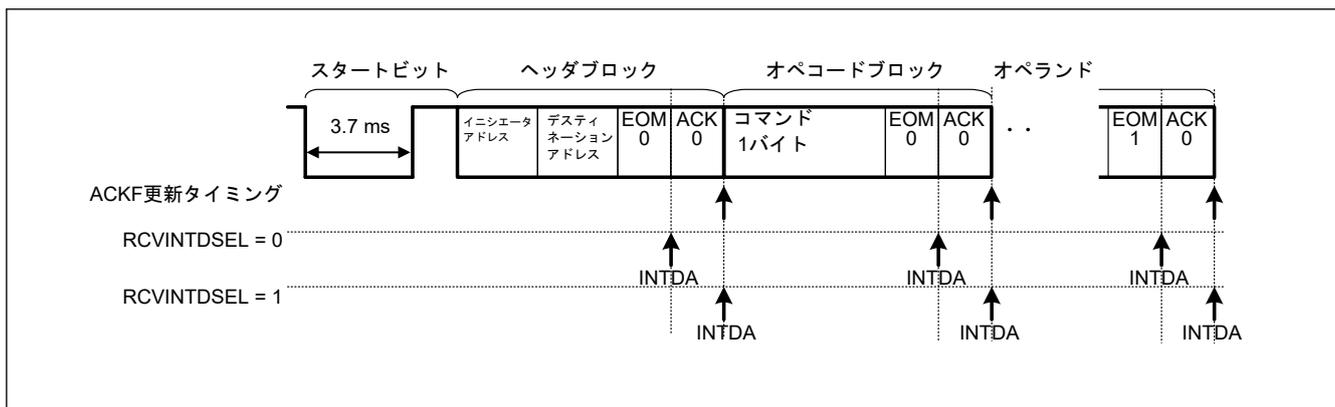 スタートビット ヘッダブロック オペコードブロック オペランド
3.7 ms
イニシエータ
アドレス
デスティ
ネーション
アドレス
EOM
0
ACK
0
コマンド
1バイト
EOM
0
ACK
0
・・
EOM
1
ACK
0
ACKF更新タイミング
RCVINTDSEL = 0
INTDA INTDA INTDA
RCVINTDSEL = 1
INTDA INTDA INTDA